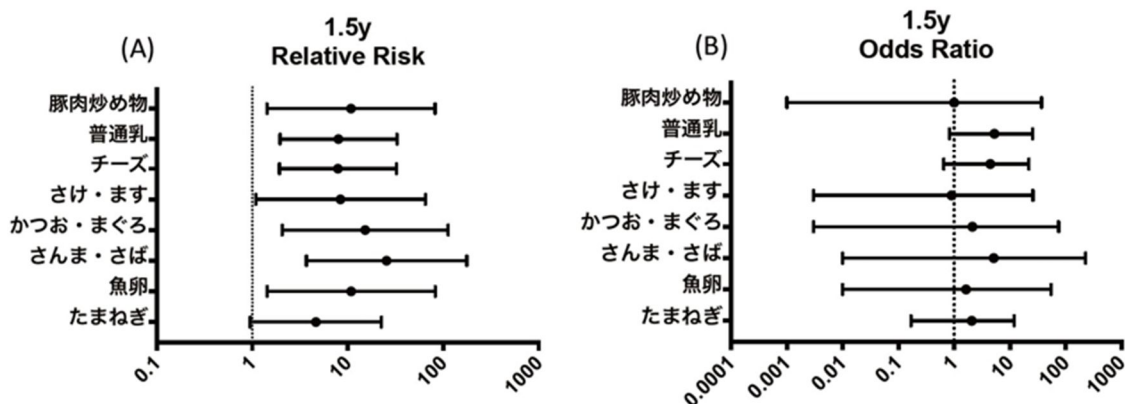 (A)
1.5y
Relative Risk
豚肉炒め物
普通乳
チーズ
さけ・ます
かつお・まぐろ
さんま・さば
魚卵
たまねぎ
0.1
1
10
100
1000
(B)
1.5y
Odds Ratio
豚肉炒め物
普通乳
チーズ
さけ・ます
かつお・まぐろ
さんま・さば
魚卵
たまねぎ
0.0001
0.001
0.01
0.1
1
10
100
1000